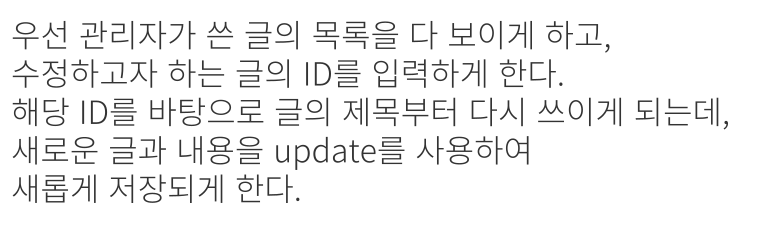 우선 관리자가 쓴 글의 목록을 다 보이게 하고,
수정하고자 하는 글의 ID를 입력하게 한다.
해당 ID를 바탕으로 글의 제목부터 다시 쓰이게 되는데,
새로운 글과 내용을 update를 사용하여
새롭게 저장되게 한다.